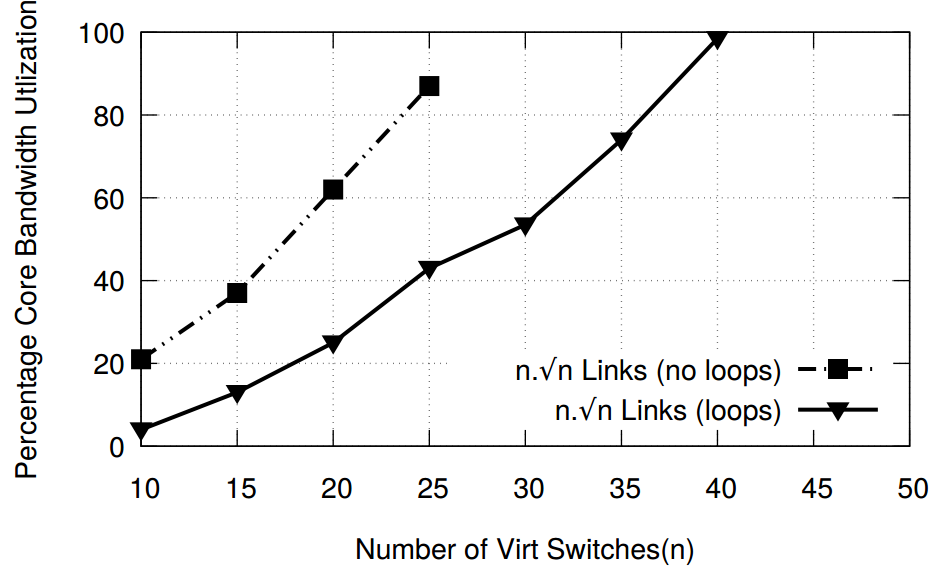 Percentage Core Bandwidth Utlization
100
80
60
40
20
0
n.√n Links (no loops)
n.√n Links (loops)
10 15 20 25 30 35 40 45 50
Number of Virt Switches(n)